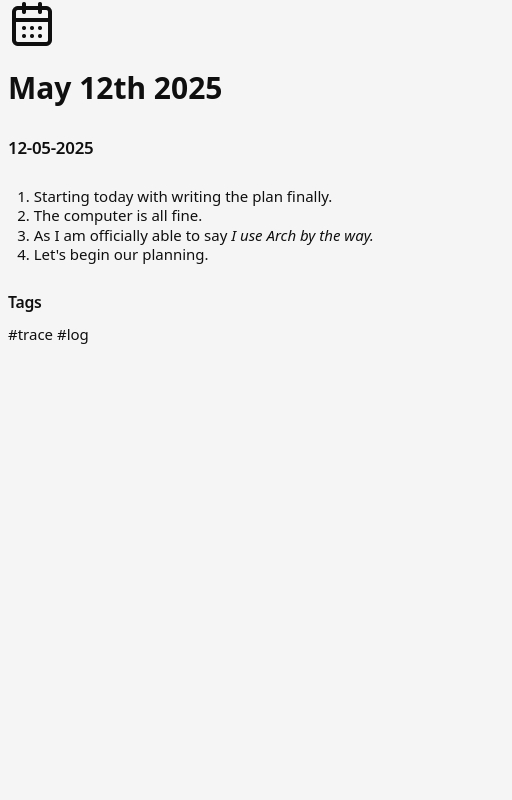 May 12th 2025
12-05-2025
1. Starting today with writing the plan finally.
2. The computer is all fine.
3. As I am officially able to say I use Arch by the way.
4. Let's begin our planning.
Tags
#trace #log